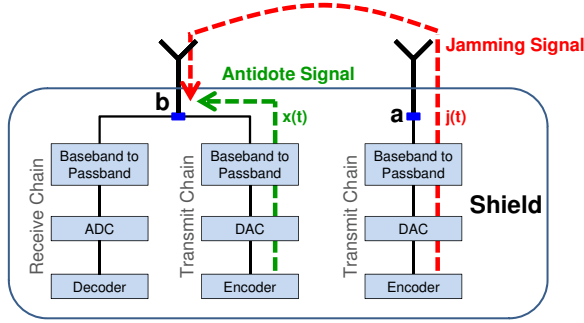 Jamming Signal
Antidote Signal
b
a
x(t)
j(t)
Receive Chain
Baseband to
Passband
ADC
Decoder
Transmit Chain
Baseband to
Passband
DAC
Encoder
Transmit Chain
Baseband to
Passband
DAC
Encoder
Shield